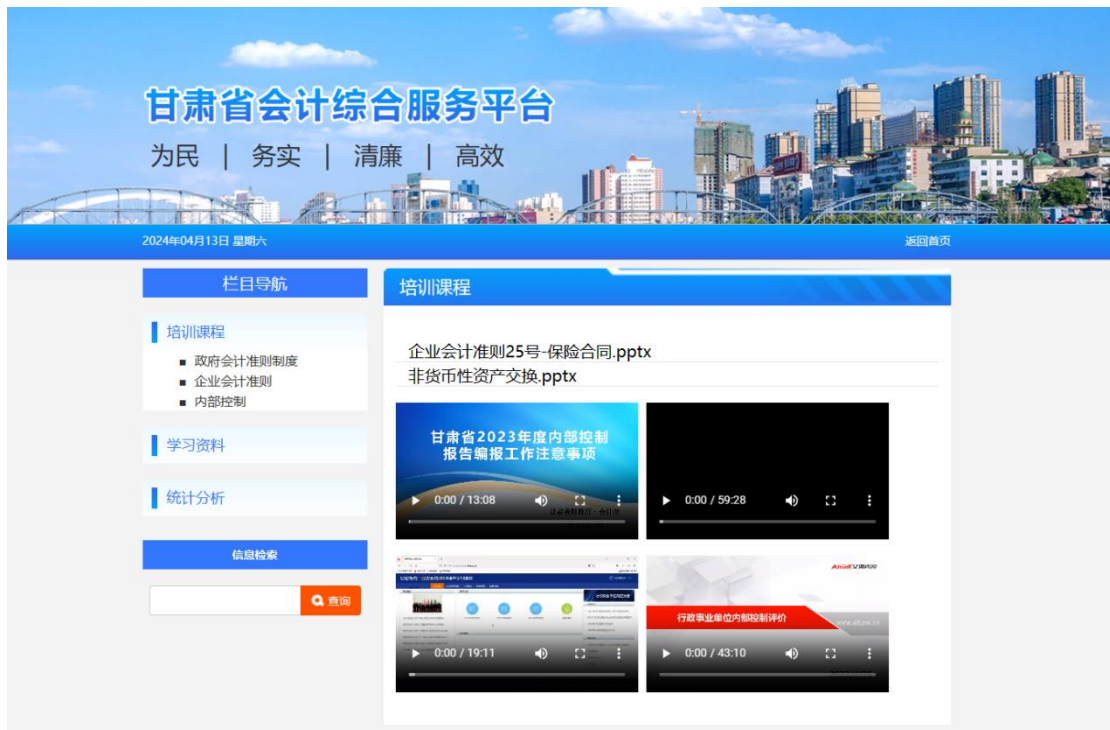 甘肃省会计综合服务平台
为民 | 务实 | 清廉 | 高效
2024年04月13日 星期六
返回首页
栏目导航
培训课程
政府会计准则制度
企业会计准则
内部控制
学习资料
统计分析
信息检索
查询
培训课程
企业会计准则25号-保险合同.pptx
非货币性资产交换.pptx
甘肃省2023年度内部控制
报告编报工作注意事项
0:00 / 13:08
0:00 / 59:28
0:00 / 19:11
行政事业单位内部控制评价
0:00 / 43:10